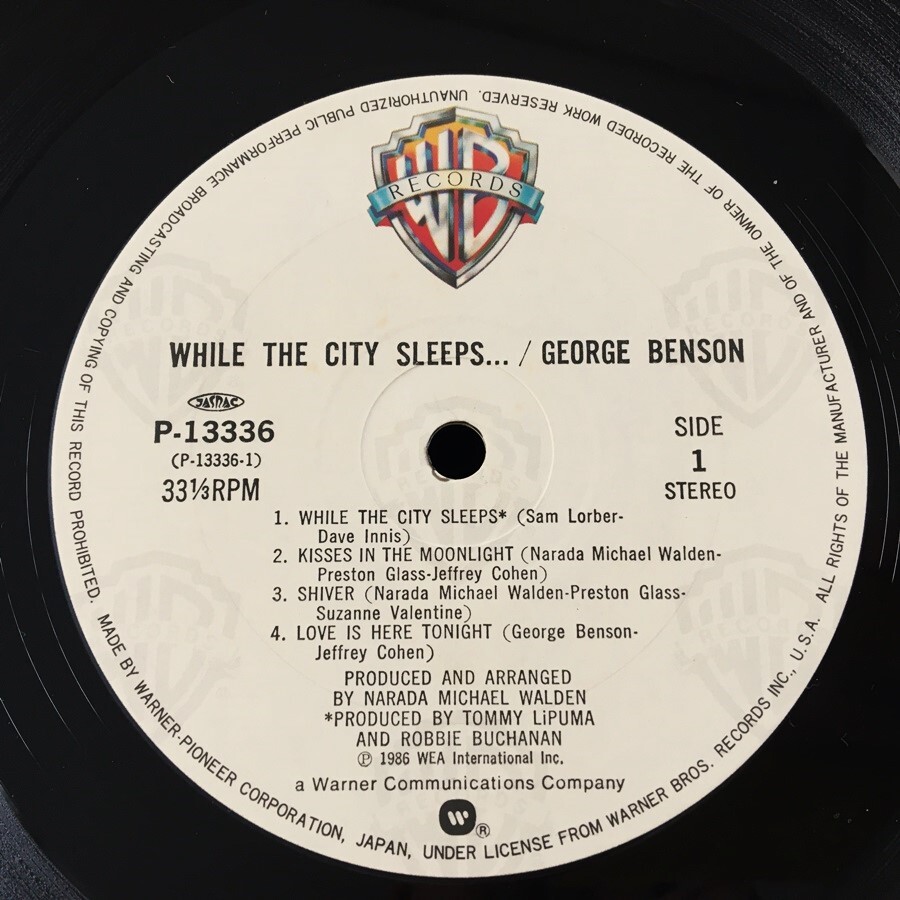 WB
RECORDS
WHILE THE CITY SLEEPS... / GEORGE BENSON
JASRAC
P-13336
(P-13336-1)
33⅓RPM
SIDE
1
STEREO
1. WHILE THE CITY SLEEPS* (Sam Lorber-
Dave Innis)
2. KISSES IN THE MOONLIGHT (Narada Michael Walden-
Preston Glass-Jeffrey Cohen)
3. SHIVER (Narada Michael Walden-Preston Glass-
Suzanne Valentine)
4. LOVE IS HERE TONIGHT (George Benson-
Jeffrey Cohen)
PRODUCED AND ARRANGED
BY NARADA MICHAEL WALDEN
*PRODUCED BY TOMMY LiPUMA
AND ROBBIE BUCHANAN
Ⓟ 1986 WEA International Inc.
a Warner Communications Company
®
MADE BY WARNER-PIONEER CORPORATION, JAPAN, UNDER LICENSE FROM WARNER BROS. RECORDS INC., U.S.A. ALL RIGHTS OF THE MANUFACTURER AND OF THE OWNER OF THE RECORDED WORK RESERVED. UNAUTHORIZED PUBLIC PERFORMANCE BROADCASTING AND COPYING OF THIS RECORD PROHIBITED.